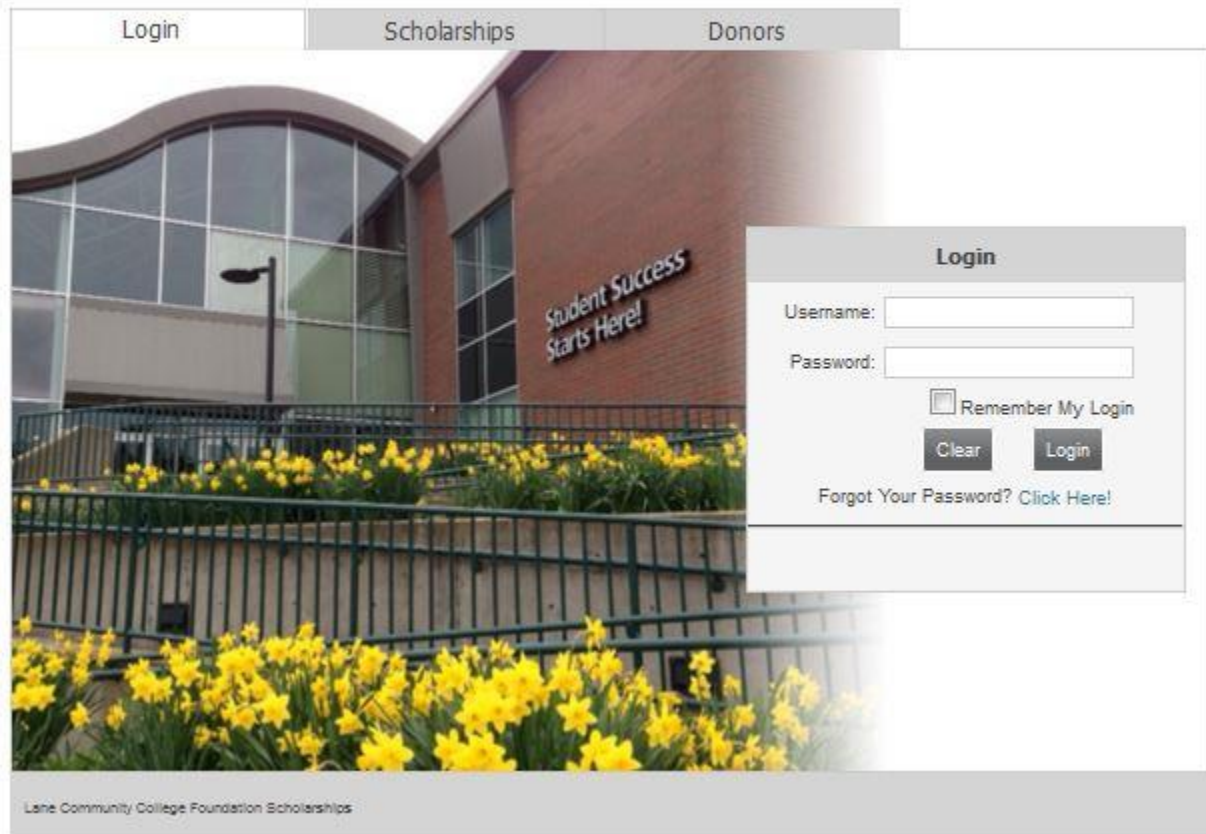 Login
Scholarships
Donors
Student Success
Starts Here!
Login
Username:
Password:
Remember My Login
Clear
Login
Forgot Your Password? Click Here!
Lane Community College Foundation Scholarships